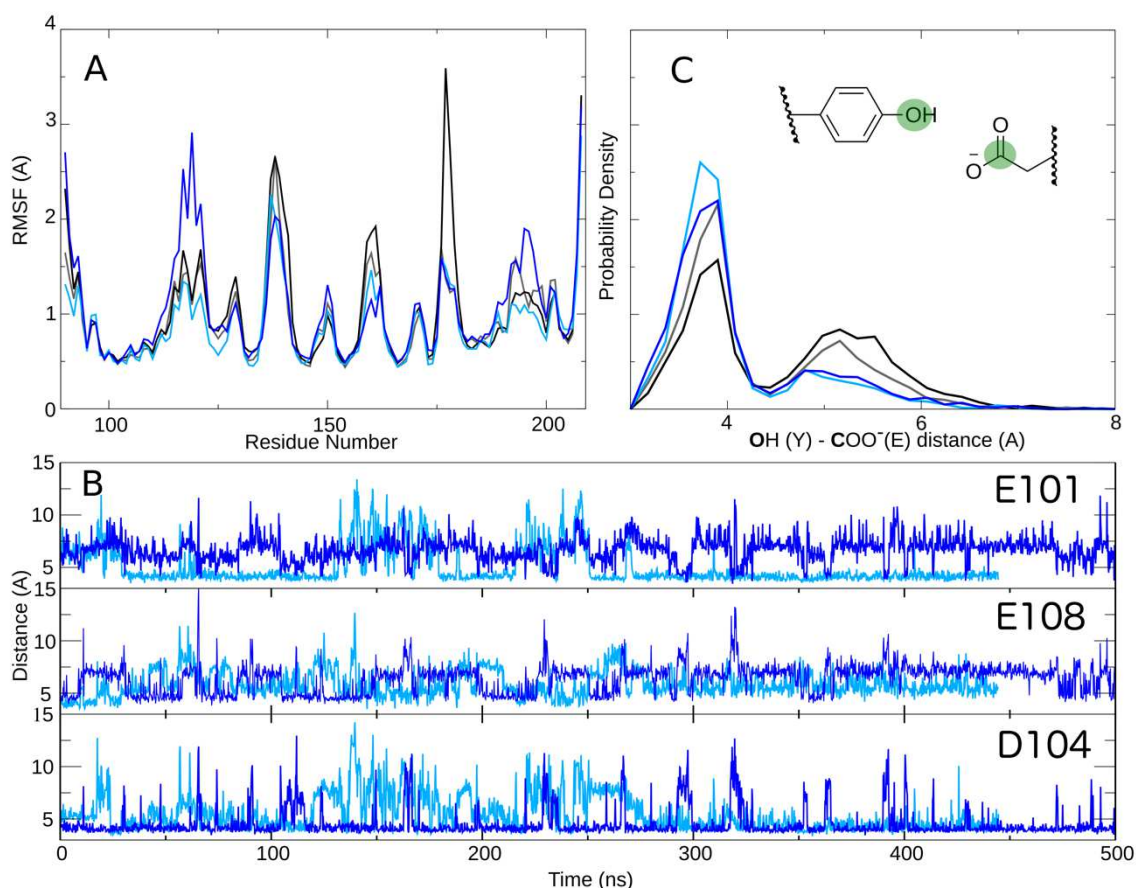 A
RMSF (A)
4
3
2
1
0
100
150
200
Residue Number
C
OH
O
O
−
Probability Density
4
6
8
OH (Y) - COO⁻(E) distance (A)
B
Distance (A)
15
10
5
E101
15
10
5
E108
15
10
5
D104
0
100
200
300
400
500
Time (ns)